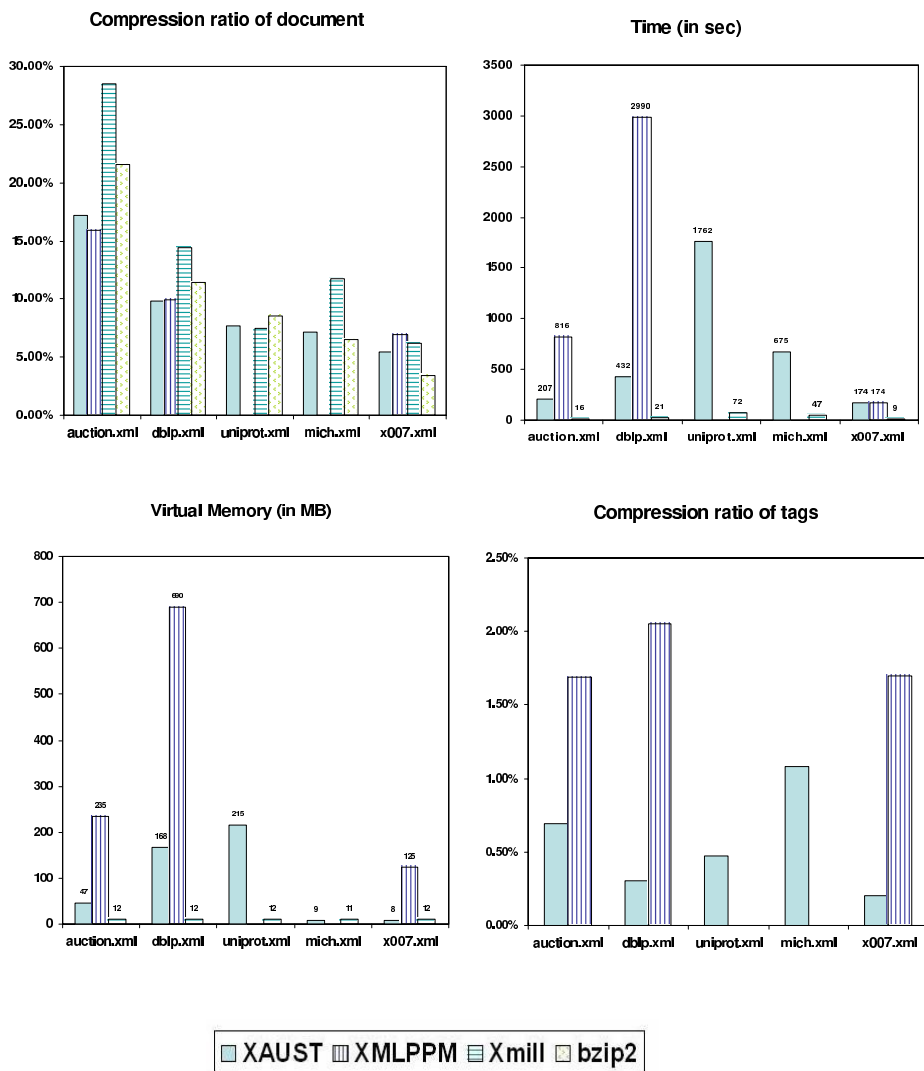 Compression ratio of document
30.00%
25.00%
20.00%
15.00%
10.00%
5.00%
0.00%
auction.xml dblp.xml uniprot.xml mich.xml x007.xml
Time (in sec)
3500
3000
2500
2000
1500
1000
500
0
207 816 16
432 2990 21
1762 72
675 47
174 174 9
auction.xml dblp.xml uniprot.xml mich.xml x007.xml
Virtual Memory (in MB)
800
700
600
500
400
300
200
100
0
47 235 12
168 690 12
215 12
9 11
8 125 12
auction.xml dblp.xml uniprot.xml mich.xml x007.xml
Compression ratio of tags
2.50%
2.00%
1.50%
1.00%
0.50%
0.00%
auction.xml dblp.xml uniprot.xml mich.xml x007.xml
XAUST XMLPPM Xmill bzip2